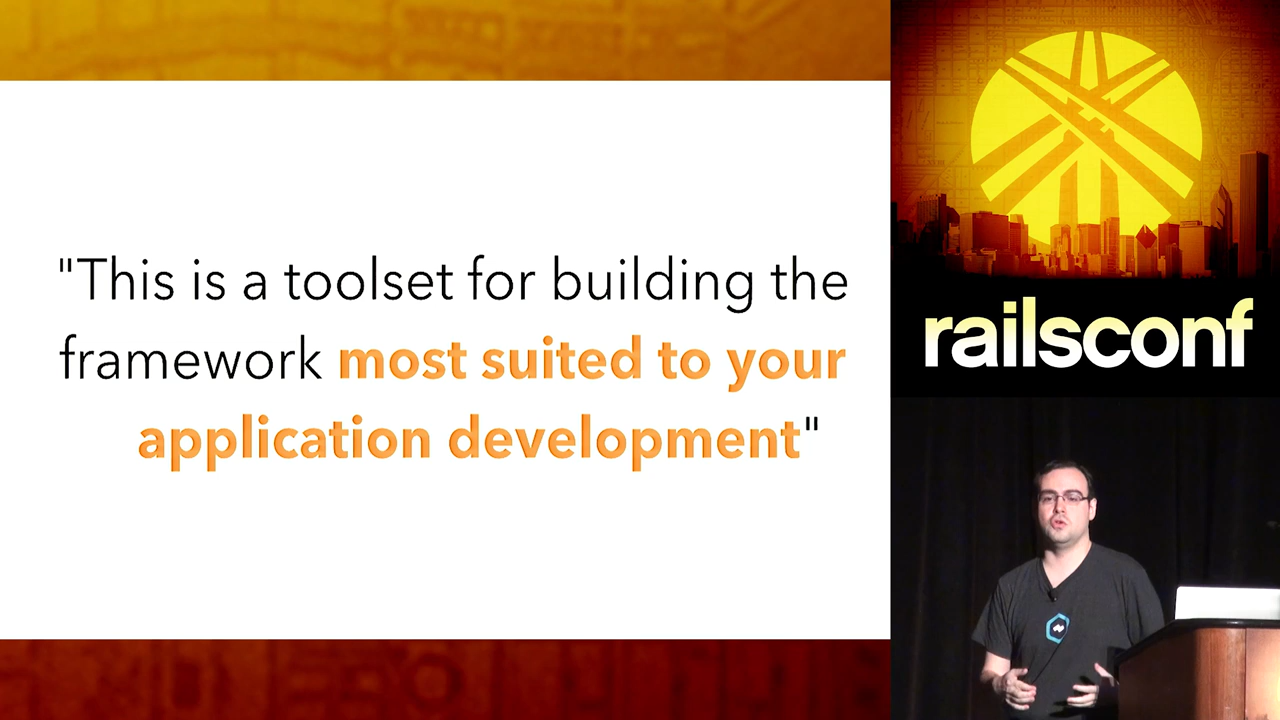 "This is a toolset for building the
framework most suited to your
application development"
railsconf